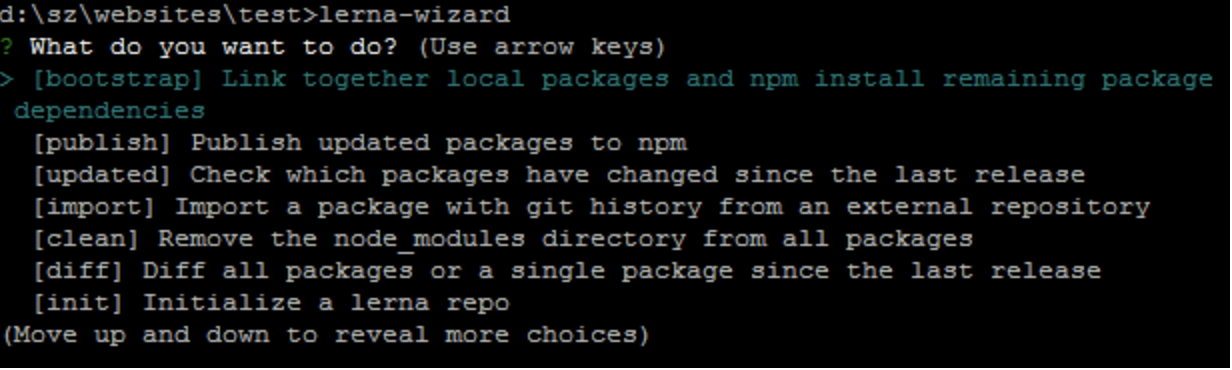 d:\sz\websites\test>lerna-wizard
? What do you want to do? (Use arrow keys)
> [bootstrap] Link together local packages and npm install remaining package
dependencies
[publish] Publish updated packages to npm
[updated] Check which packages have changed since the last release
[import] Import a package with git history from an external repository
[clean] Remove the node_modules directory from all packages
[diff] Diff all packages or a single package since the last release
[init] Initialize a lerna repo
(Move up and down to reveal more choices)